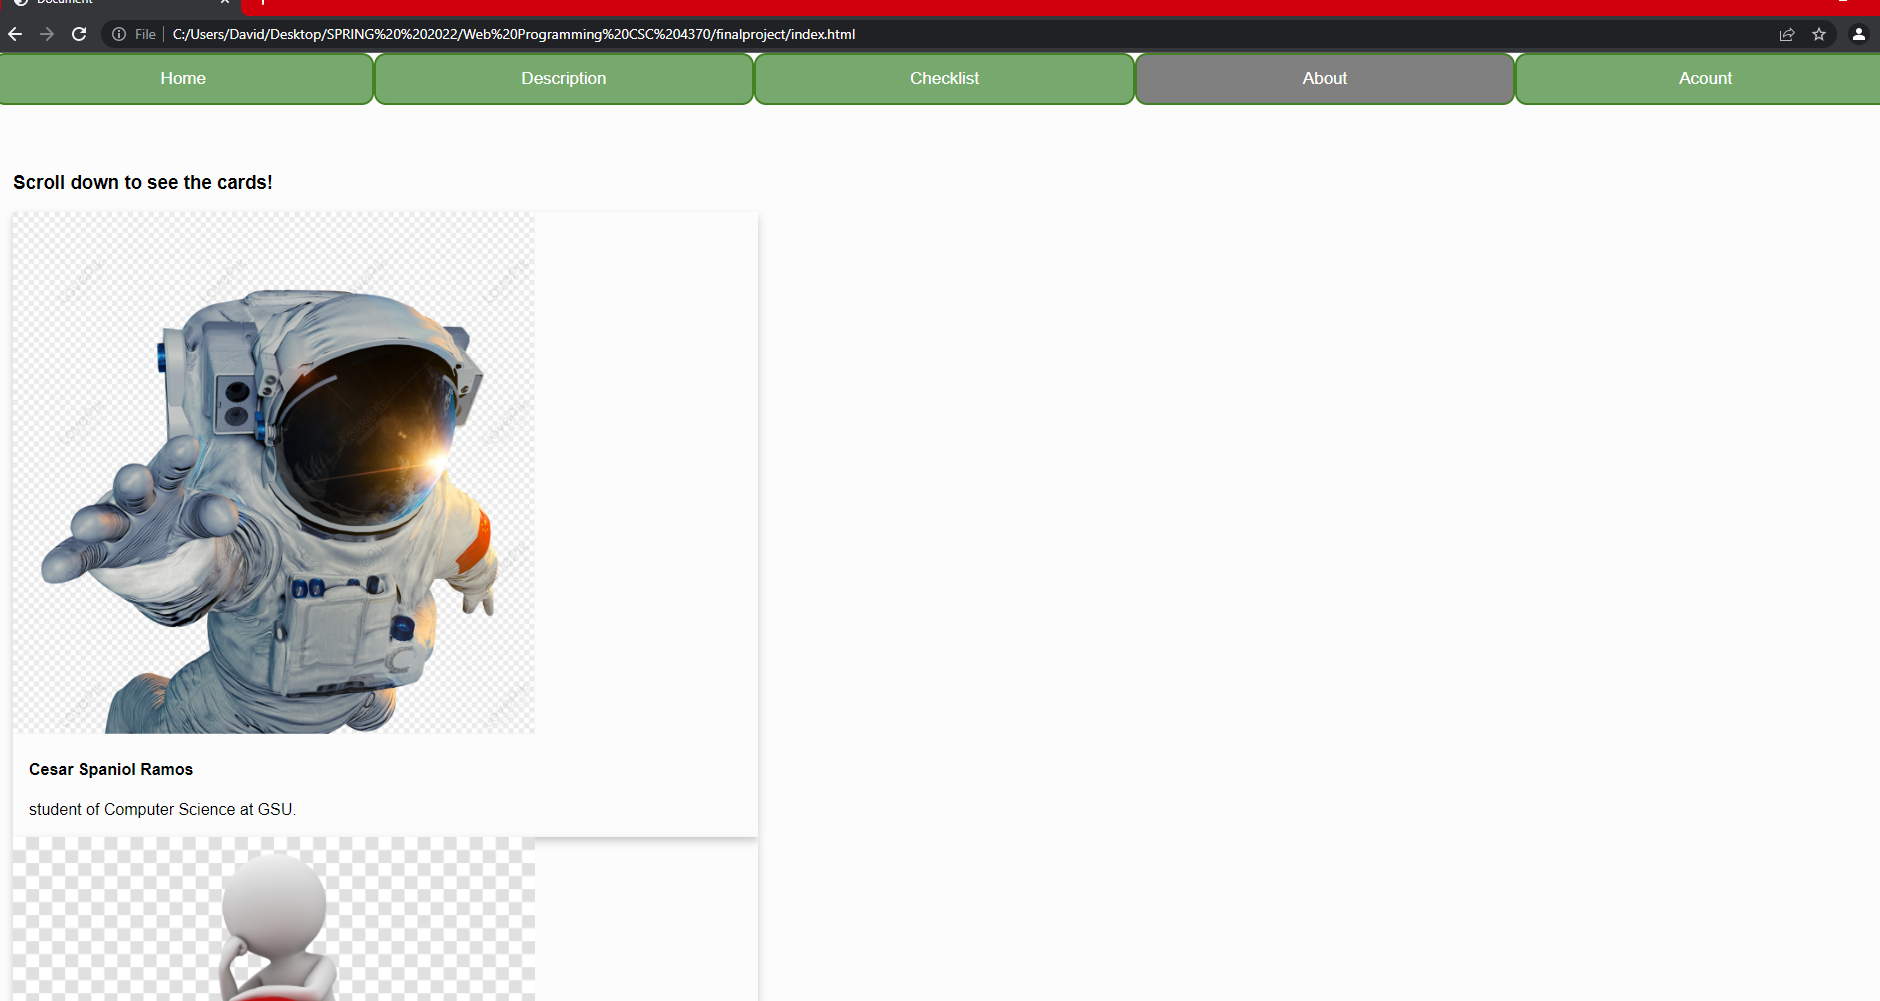 Document
File C:/Users/David/Desktop/SPRING%20%202022/Web%20Programming%20CSC%204370/finalproject/index.html
Home Description Checklist About Acount
Scroll down to see the cards!
Cesar Spaniol Ramos
student of Computer Science at GSU.